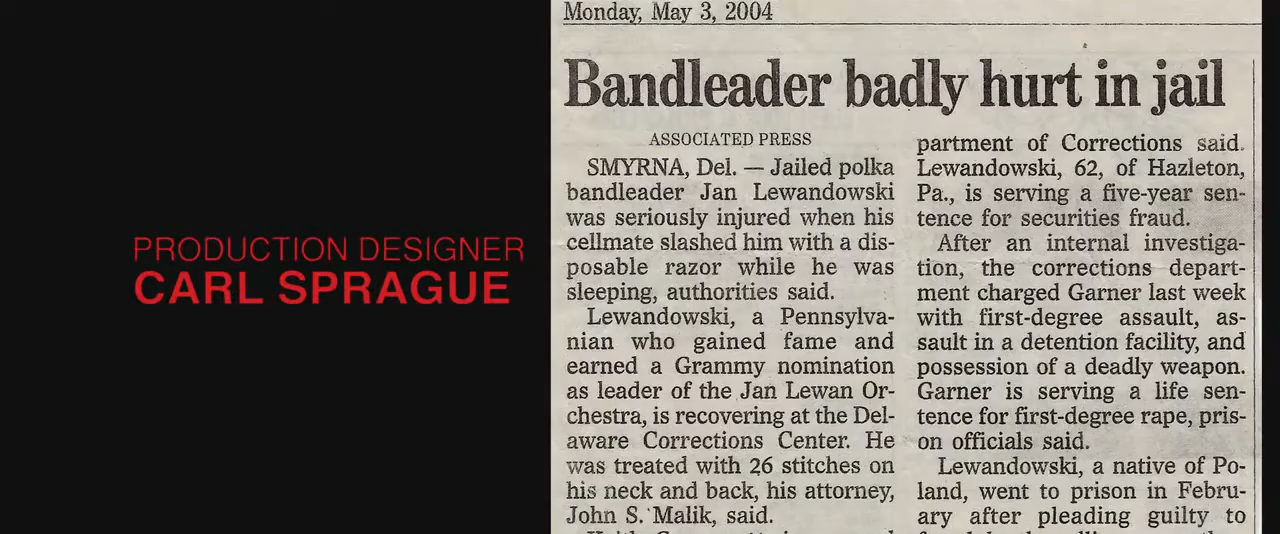 PRODUCTION DESIGNER
CARL SPRAGUE
Monday, May 3, 2004
Bandleader badly hurt in jail
ASSOCIATED PRESS
SMYRNA, Del. — Jailed polka
bandleader Jan Lewandowski
was seriously injured when his
cellmate slashed him with a dis-
posable razor while he was
sleeping, authorities said.
Lewandowski, a Pennsylva-
nian who gained fame and
earned a Grammy nomination
as leader of the Jan Lewan Or-
chestra, is recovering at the Del-
aware Corrections Center. He
was treated with 26 stitches on
his neck and back, his attorney,
John S. Malik, said.
partment of Corrections said.
Lewandowski, 62, of Hazleton,
Pa., is serving a five-year sen-
tence for securities fraud.
After an internal investiga-
tion, the corrections depart-
ment charged Garner last week
with first-degree assault, as-
sault in a detention facility, and
possession of a deadly weapon.
Garner is serving a life sen-
tence for first-degree rape, pris-
on officials said.
Lewandowski, a native of Po-
land, went to prison in Febru-
ary after pleading guilty to